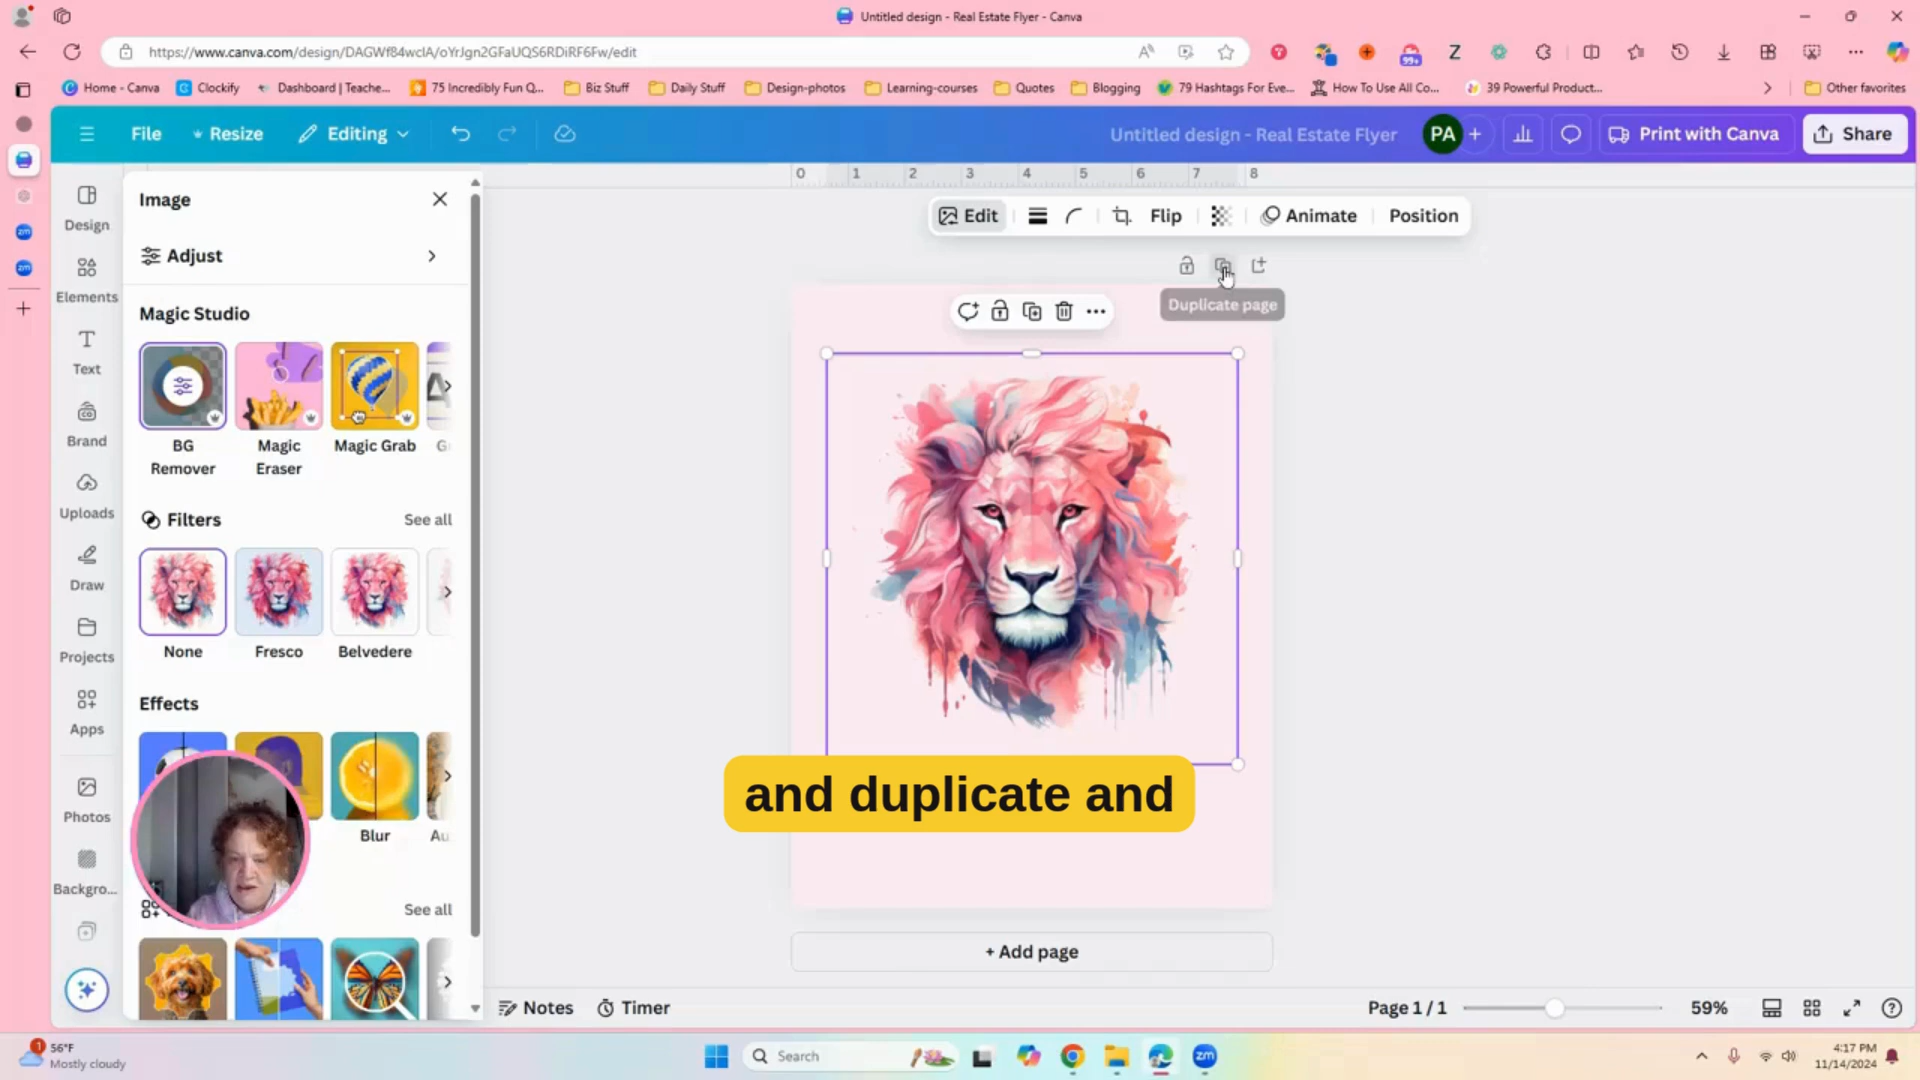 Untitled design - Real Estate Flyer - Canva
https://www.canva.com/design/DAGWf84wcIA/oYrJgn2GFaUQS6RDiRF6Fw/edit
99+
Home - Canva
Clockify
Dashboard | Teache...
75 Incredibly Fun Q...
Biz Stuff
Daily Stuff
Design-photos
Learning-courses
Quotes
Blogging
79 Hashtags For Eve...
How To Use All Co...
39 Powerful Product...
Other favorites
File
Resize
Editing
Untitled design - Real Estate Flyer
PA
Print with Canva
Share
0 1 2 3 4 5 6 7 8
Design
Elements
Text
Brand
Uploads
Draw
Projects
Apps
Photos
Backgro...
Image
Adjust
Magic Studio
BG
Remover
Magic
Eraser
Magic Grab
Filters
See all
None
Fresco
Belvedere
Effects
Blur
Au
See all
Edit
Flip
Animate
Position
Duplicate page
and duplicate and
+ Add page
Notes
Timer
Page 1 / 1
59%
1
56°F
Mostly cloudy
Search
zm
4:17 PM
11/14/2024